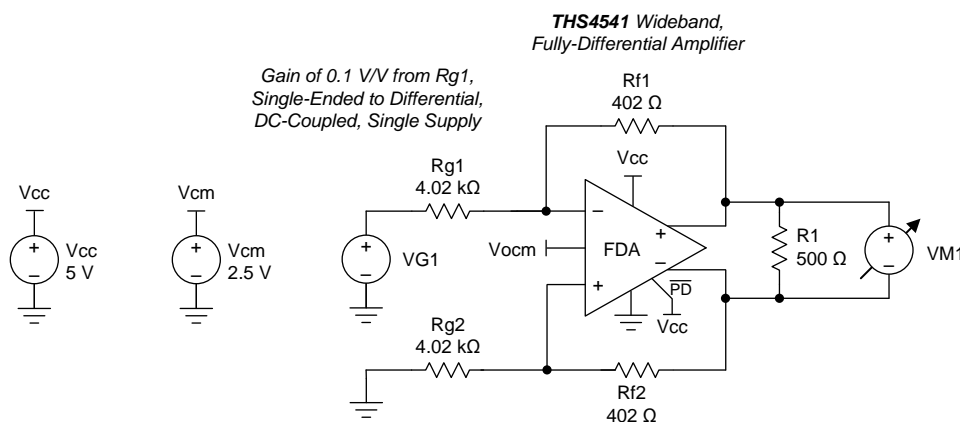 THS4541 Wideband,
Fully-Differential Amplifier
Gain of 0.1 V/V from Rg1,
Single-Ended to Differential,
DC-Coupled, Single Supply
Rf1
402 Ω
Vcc
Rg1
4.02 kΩ
Vcc
Vcm
+
−
Vcc
5 V
+
−
Vcm
2.5 V
+
−
VG1
Vocm
−
+
FDA
+
−
PD
Vcc
R1
500 Ω
+
−
VM1
Rg2
4.02 kΩ
Rf2
402 Ω